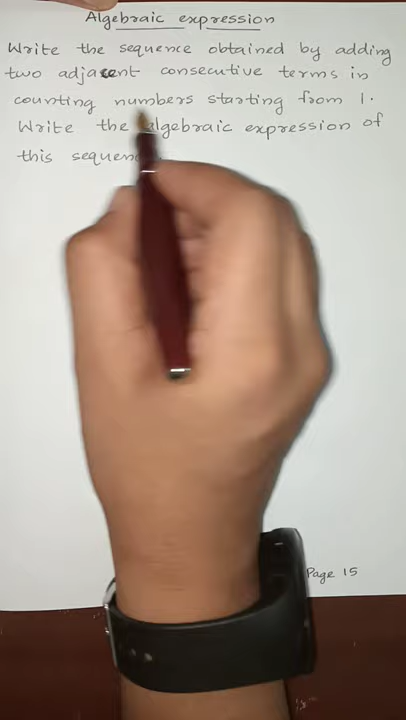 Algebraic expression
Write the sequence obtained by adding
two adjacent consecutive terms in
counting numbers starting from 1.
Write the algebraic expression of
this
Page 15